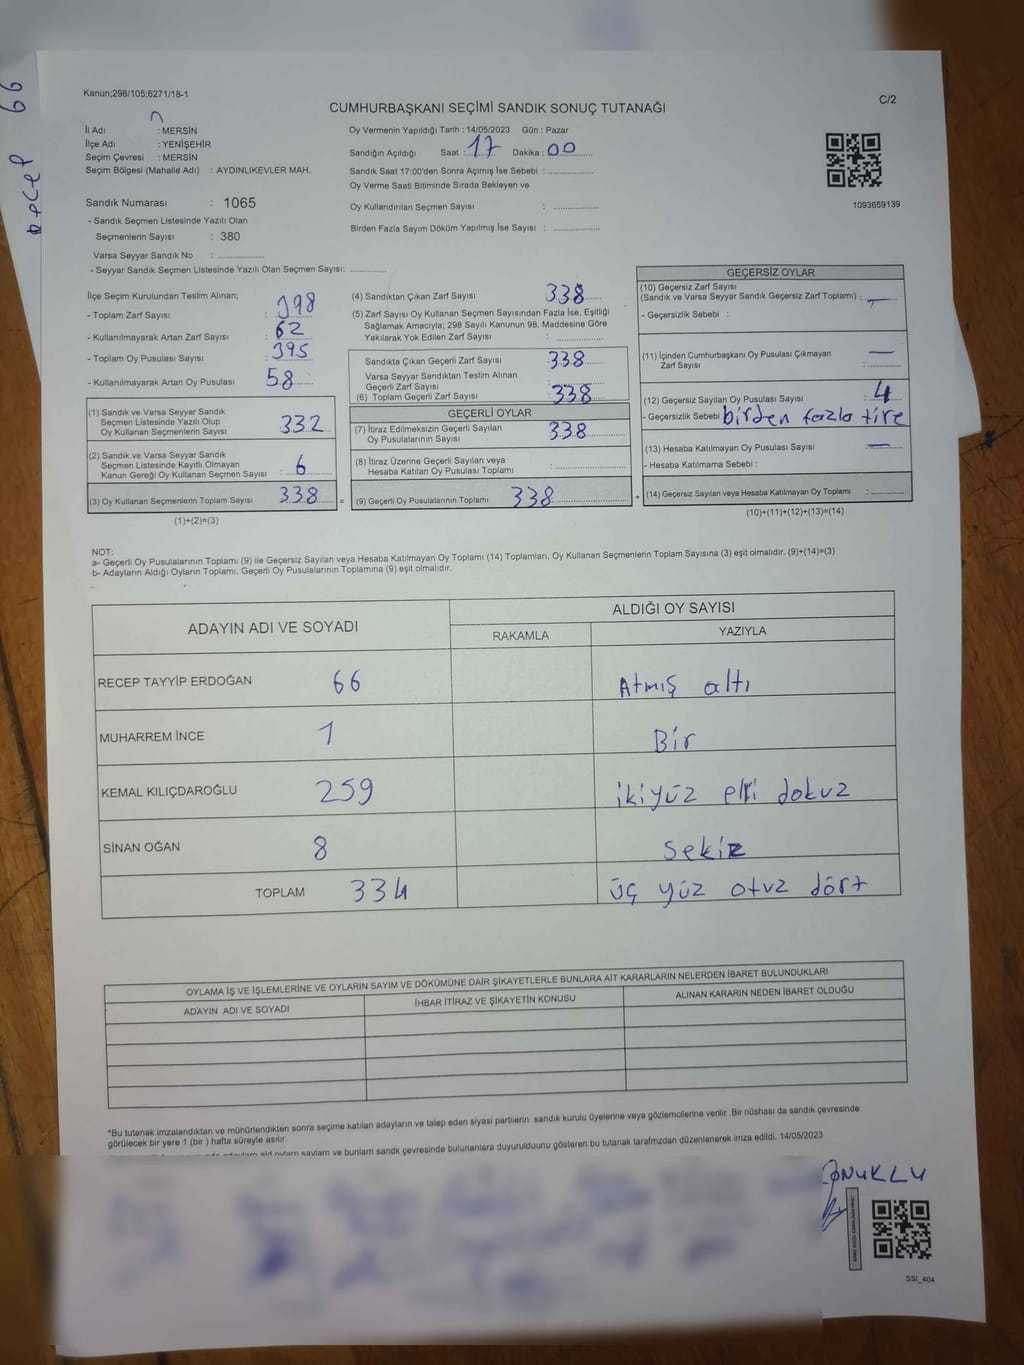 recep 66
Kanun;298/105;6271/18-1
CUMHURBAŞKANI SEÇİMİ SANDIK SONUÇ TUTANAĞI
C/2
İl Adı : MERSİN
İlçe Adı : YENİŞEHİR
Seçim Çevresi : MERSİN
Seçim Bölgesi (Mahalle Adı) : AYDINLIKEVLER MAH.
Sandık Numarası : 1065
- Sandık Seçmen Listesinde Yazılı Olan
Seçmenlerin Sayısı : 380
Varsa Seyyar Sandık No : ...............
- Seyyar Sandık Seçmen Listesinde Yazılı Olan Seçmen Sayısı: ............
Oy Vermenin Yapıldığı Tarih : 14/05/2023 Gün : Pazar
Sandığın Açıldığı Saat : 17 Dakika : 00
Sandık Saat 17:00'den Sonra Açımış İse Sebebi : ...............
Oy Verme Saati Bitiminde Sırada Bekleyen ve
Oy Kullandırılan Seçmen Sayısı : ...............
Birden Fazla Sayım Döküm Yapılmış İse Sayısı : ...............
1093659139
İlçe Seçim Kurulundan Teslim Alınan;
- Toplam Zarf Sayısı : 398
- Kullanılmayarak Artan Zarf Sayısı : 62
- Toplam Oy Pusulası Sayısı : 395
- Kullanılmayarak Artan Oy Pusulası 58
(1) Sandık ve Varsa Seyyar Sandık
Seçmen Listesinde Yazılı Olup
Oy Kullanan Seçmenlerin Sayısı 332
(2) Sandık ve Varsa Seyyar Sandık
Seçmen Listesinde Kayıtlı Olmayan
Kanun Gereği Oy Kullanan Seçmen Sayısı : 6
(3) Oy Kullanan Seçmenlerin Toplam Sayısı 338 =
(1)+(2)=(3)
(4) Sandıktan Çıkan Zarf Sayısı 338
(5) Zarf Sayısı Oy Kullanan Seçmen Sayısından Fazla İse, Eşitliği
Sağlamak Amacıyla; 298 Sayılı Kanunun 98. Maddesine Göre
Yakılarak Yok Edilen Zarf Sayısı : ...............
Sandıkta Çıkan Geçerli Zarf Sayısı 338
Varsa Seyyar Sandıktan Teslim Alınan
Geçerli Zarf Sayısı
(6) Toplam Geçerli Zarf Sayısı : 338
GEÇERLİ OYLAR
(7) İtiraz Edilmeksizin Geçerli Sayılan
Oy Pusulalarının Sayısı 338
(8) İtiraz Üzerine Geçerli Sayılan veya
Hesaba Katılan Oy Pusulası Toplamı : ...............
(9) Geçerli Oy Pusulalarının Toplamı 338 +
GEÇERSİZ OYLAR
(10) Geçersiz Zarf Sayısı
(Sandık ve Varsa Seyyar Sandık Geçersiz Zarf Toplamı) : —
- Geçersizlik Sebebi :
(11) İçinden Cumhurbaşkanı Oy Pusulası Çıkmayan
Zarf Sayısı : —
(12) Geçersiz Sayılan Oy Pusulası Sayısı : 4
- Geçersizlik Sebebi birden fazla tire
(13) Hesaba Katılmayan Oy Pusulası Sayısı : —
- Hesaba Katılmama Sebebi :
(14) Geçersiz Sayılan veya Hesaba Katılmayan Oy Toplamı : ............
(10)+(11)+(12)+(13)=(14)
NOT:
a- Geçerli Oy Pusulalarının Toplamı (9) ile Geçersiz Sayılan veya Hesaba Katılmayan Oy Toplamı (14) Toplamları, Oy Kullanan Seçmenlerin Toplam Sayısına (3) eşit olmalıdır. (9)+(14)=(3)
b- Adayların Aldığı Oyların Toplamı, Geçerli Oy Pusulalarının Toplamına (9) eşit olmalıdır.
ADAYIN ADI VE SOYADI
ALDIĞI OY SAYISI
RAKAMLA
YAZIYLA
RECEP TAYYİP ERDOĞAN 66 Atmış altı
MUHARREM İNCE 1 Bir
KEMAL KILIÇDAROĞLU 259 ikiyüz elli dokuz
SİNAN OĞAN 8 Sekiz
TOPLAM 334 üç yüz otuz dört
OYLAMA İŞ VE İŞLEMLERİNE VE OYLARIN SAYIM VE DÖKÜMÜNE DAİR ŞİKAYETLERLE BUNLARA AİT KARARLARIN NELERDEN İBARET BULUNDUKLARI
ADAYIN ADI VE SOYADI
İHBAR İTİRAZ VE ŞİKAYETİN KONUSU
ALINAN KARARIN NEDEN İBARET OLDUĞU
*Bu tutanak imzalandıktan ve mühürlendikten sonra seçime katılan adayların ve talep eden siyasi partilerin sandık kurulu üyelerine veya gözlemcilerine verilir .Bir nüshası da sandık çevresinde
görülecek bir yere 1 (bir ) hafta süreyle asılır.
ve bunların sandk çevresinde bulunanlara duyurulduunu gösteren bu tutanak tarafmzdan düzenlenerek imza edildi. 14/05/2023
SSİ_404